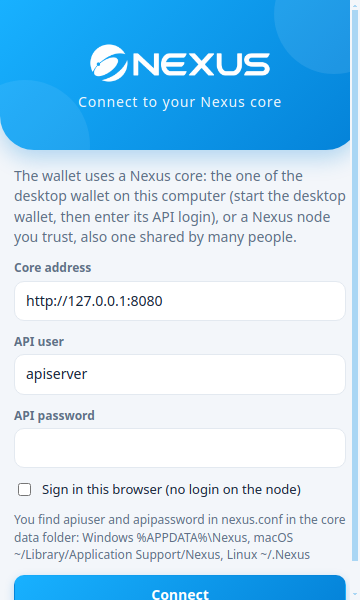 NEXUS
Connect to your Nexus core
The wallet uses a Nexus core: the one of the
desktop wallet on this computer (start the desktop
wallet, then enter its API login), or a Nexus node
you trust, also one shared by many people.
Core address
http://127.0.0.1:8080
API user
apiserver
API password
Sign in this browser (no login on the node)
You find apiuser and apipassword in nexus.conf in the core
data folder: Windows %APPDATA%\Nexus, macOS
~/Library/Application Support/Nexus, Linux ~/.Nexus
Connect